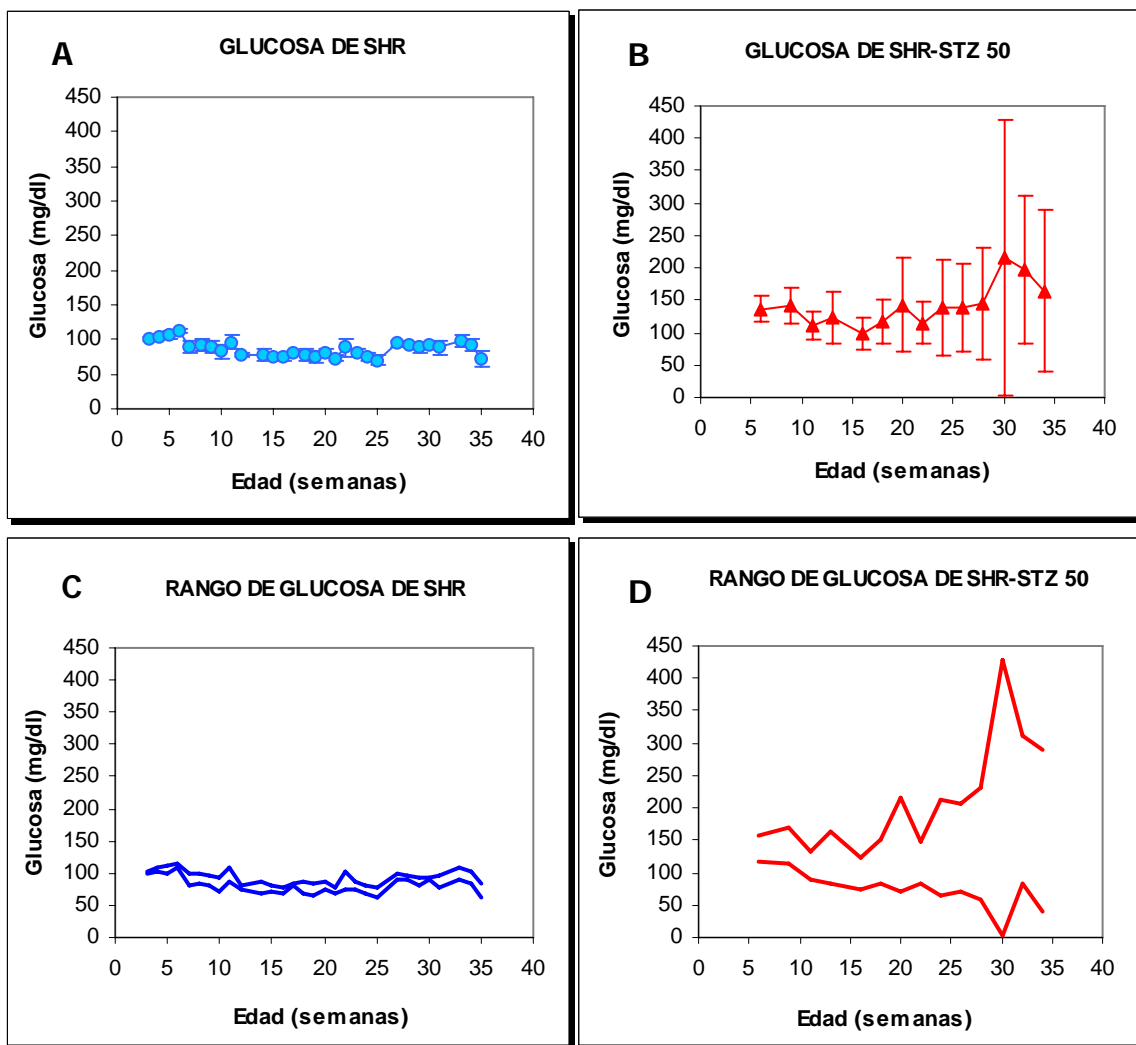 A
GLUCOSA DE SHR
450
400
350
300
250
200
150
100
50
0
Glucosa (mg/dl)
0 5 10 15 20 25 30 35 40
Edad (semanas)
B
GLUCOSA DE SHR-STZ 50
450
400
350
300
250
200
150
100
50
0
Glucosa (mg/dl)
0 5 10 15 20 25 30 35 40
Edad (semanas)
C
RANGO DE GLUCOSA DE SHR
450
400
350
300
250
200
150
100
50
0
Glucosa (mg/dl)
0 5 10 15 20 25 30 35 40
Edad (semanas)
D
RANGO DE GLUCOSA DE SHR-STZ 50
450
400
350
300
250
200
150
100
50
0
Glucosa (mg/dl)
0 5 10 15 20 25 30 35 40
Edad (semanas)